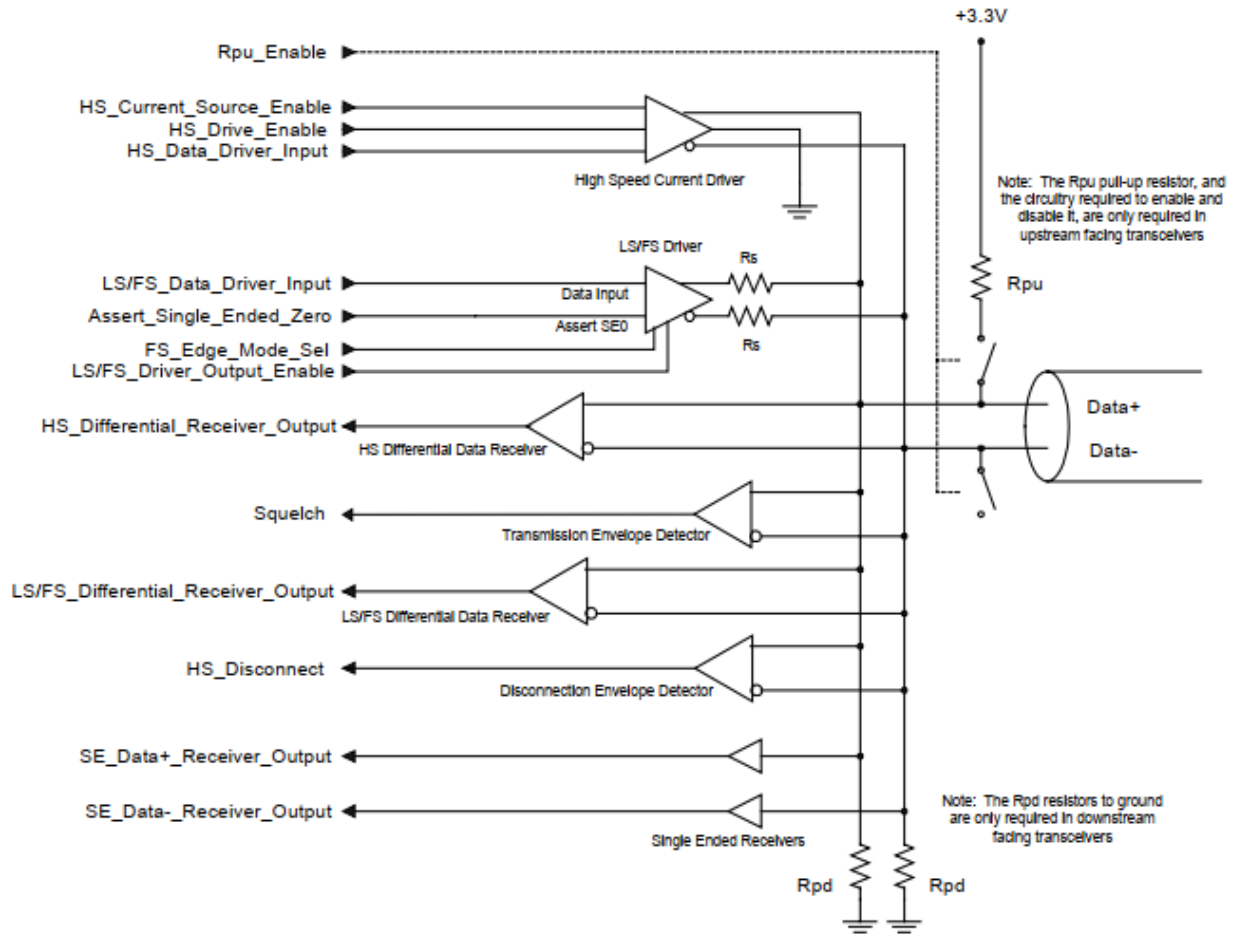 +3.3V
Rpu_Enable
HS_Current_Source_Enable
HS_Drive_Enable
HS_Data_Driver_Input
High Speed Current Driver
Note: The Rpu pull-up resistor, and
the circuitry required to enable and
disable it, are only required in
upstream facing transceivers
LS/FS Driver
Rs
Rpu
LS/FS_Data_Driver_Input
Data Input
Assert_Single_Ended_Zero
Assert SE0
Rs
FS_Edge_Mode_Sel
LS/FS_Driver_Output_Enable
Data+
HS_Differential_Receiver_Output
HS Differential Data Receiver
Data-
Squelch
Transmission Envelope Detector
LS/FS_Differential_Receiver_Output
LS/FS Differential Data Receiver
HS_Disconnect
Disconnection Envelope Detector
SE_Data+_Receiver_Output
SE_Data-_Receiver_Output
Single Ended Receivers
Note: The Rpd resistors to ground
are only required in downstream
facing transceivers
Rpd
Rpd